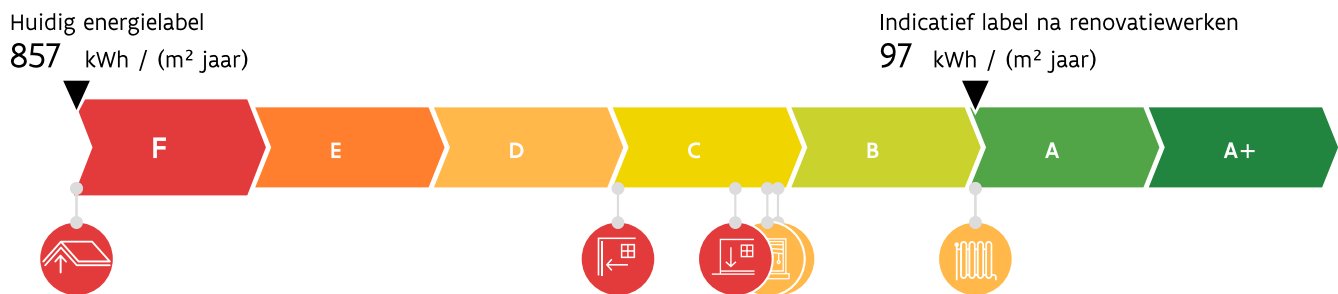 Huidig energielabel
857 kWh / (m² jaar)
Indicatief label na renovatiewerken
97 kWh / (m² jaar)
F E D C B A A+